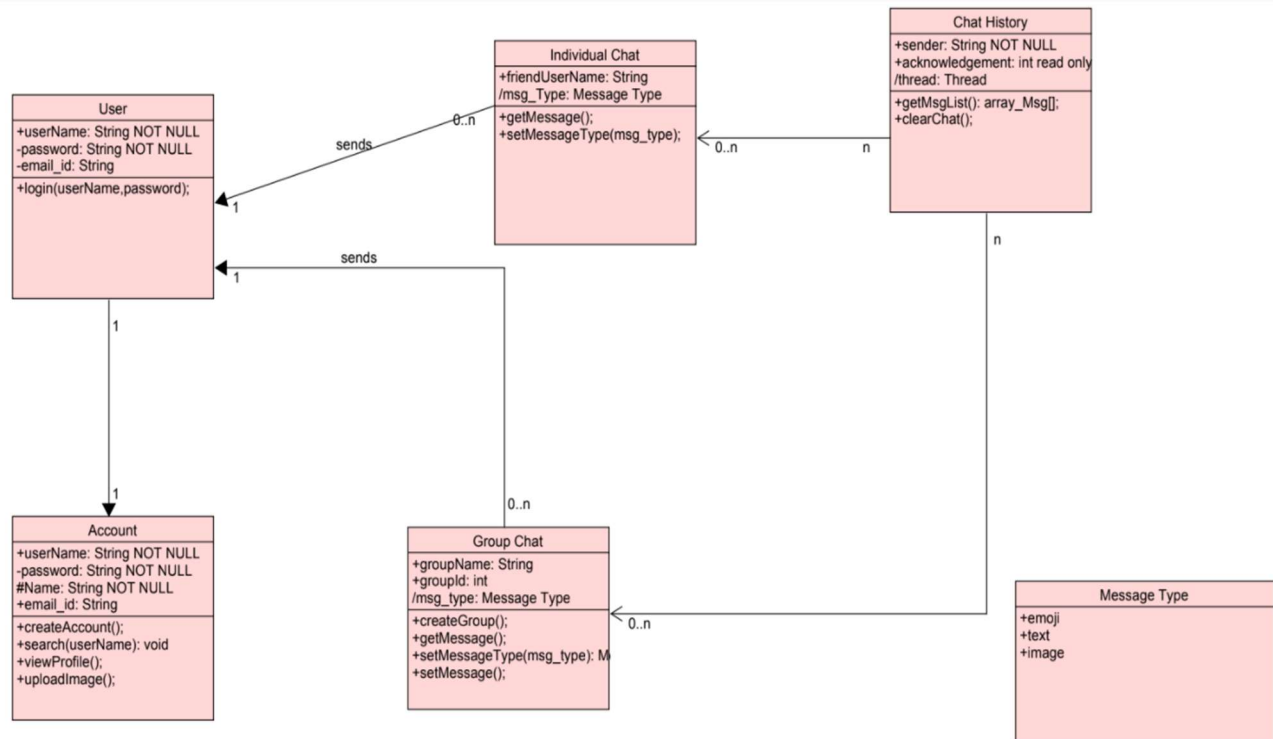 User
+userName: String NOT NULL
-password: String NOT NULL
-email_id: String
+login(userName,password);
sends
0..n
1
Individual Chat
+friendUserName: String
/msg_Type: Message Type
+getMessage();
+setMessageType(msg_type);
0..n
n
Chat History
+sender: String NOT NULL
+acknowledgement: int read only
/thread: Thread
+getMsgList(): array_Msg[];
+clearChat();
n
sends
1
1
1
0..n
Account
+userName: String NOT NULL
-password: String NOT NULL
#Name: String NOT NULL
+email_id: String
+createAccount();
+search(userName): void
+viewProfile();
+uploadImage();
Group Chat
+groupName: String
+groupId: int
/msg_type: Message Type
+createGroup();
+getMessage();
+setMessageType(msg_type): M
+setMessage();
0..n
Message Type
+emoji
+text
+image